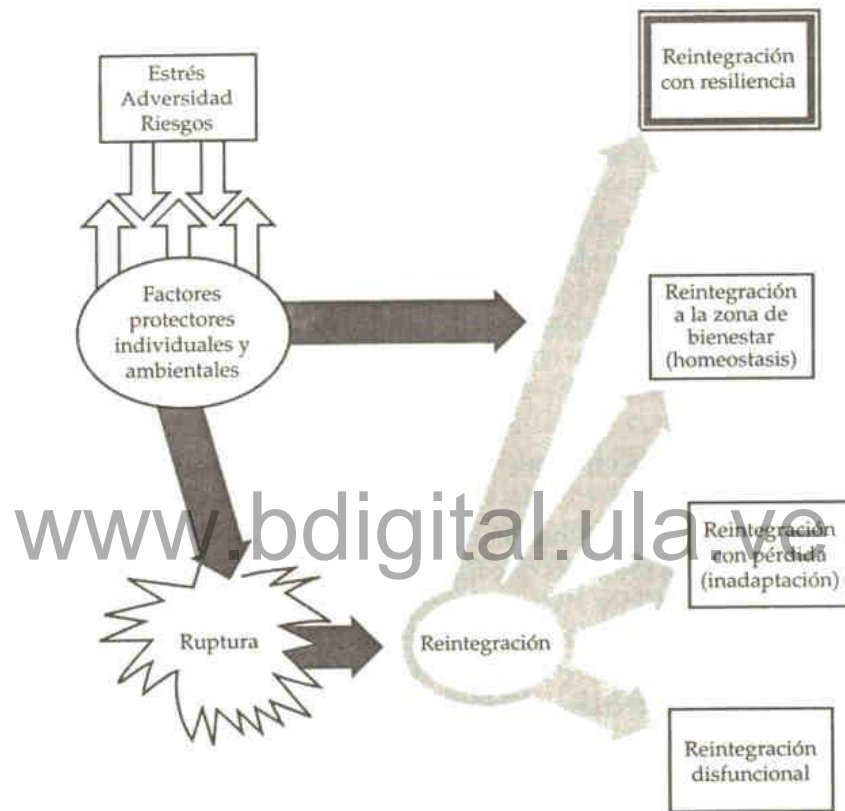 Estrés
Adversidad
Riesgos
Reintegración
con resiliencia
Factores
protectores
individuales y
ambientales
Reintegración
a la zona de
bienestar
(homeostasis)
www.bdigital.ula.ve
Reintegración
con pérdida
(inadaptación)
Ruptura
Reintegración
Reintegración
disfuncional